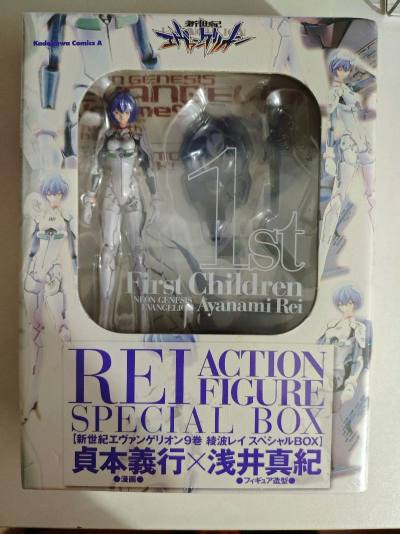 Kadokawa Comics A
新世紀
エヴァンゲリオン
1st
First Children
NEON GENESIS
EVANGELION
Ayanami Rei
REI ACTION
FIGURE
SPECIAL BOX
【新世紀エヴァンゲリオン9巻 綾波レイ スペシャルBOX】
貞本義行×浅井真紀
●漫画● ●フィギュア造型●